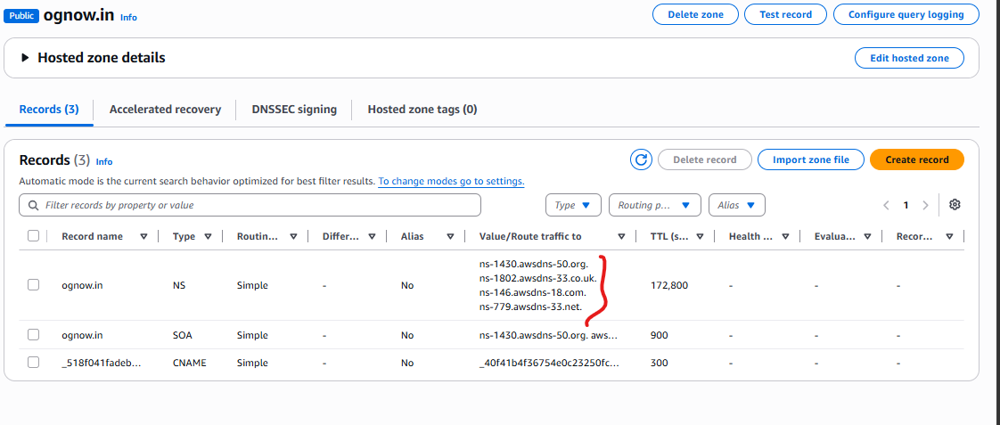 Public ognow.in Info
Delete zone
Test record
Configure query logging
Hosted zone details
Edit hosted zone
Records (3)
Accelerated recovery
DNSSEC signing
Hosted zone tags (0)
Records (3) Info
Delete record
Import zone file
Create record
Automatic mode is the current search behavior optimized for best filter results. To change modes go to settings.
Filter records by property or value
Type
Routing p...
Alias
1
Record name Type Routin... Differ... Alias Value/Route traffic to TTL (s... Health ... Evalua... Recor...
ns-1430.awsdns-50.org.
ns-1802.awsdns-33.co.uk.
ognow.in NS Simple - No 172,800 - - -
ns-146.awsdns-18.com.
ns-779.awsdns-33.net.
ognow.in SOA Simple - No ns-1430.awsdns-50.org. aws... 900 - - -
_518f041fadeb... CNAME Simple - No _40f41b4f36754e0c23250fc... 300 - - -